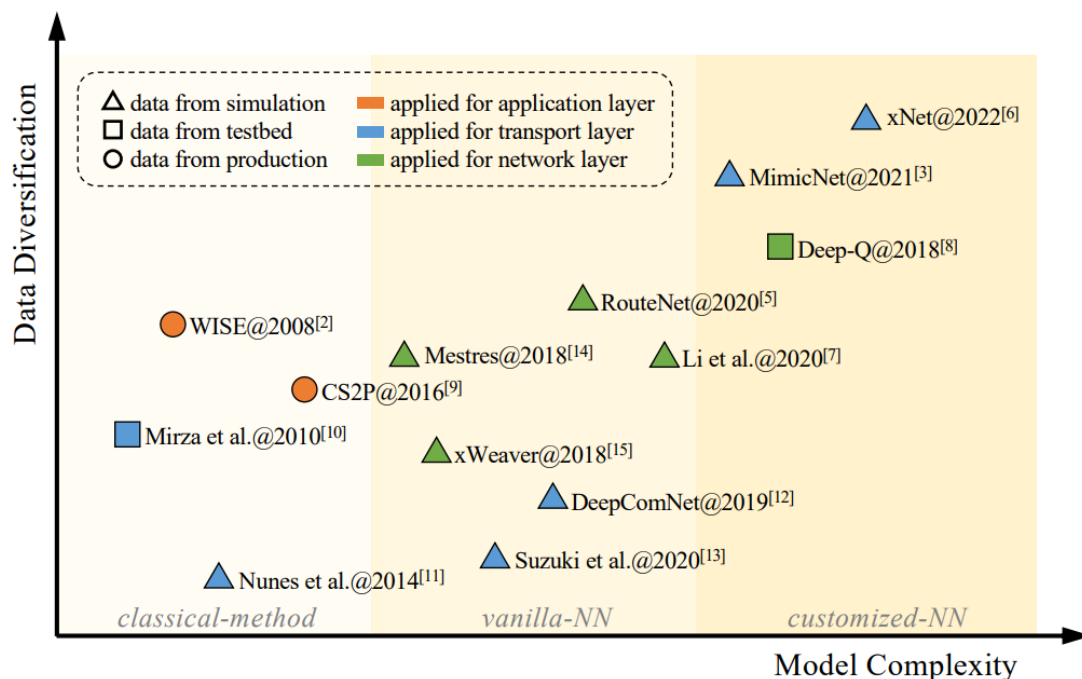 Data Diversification
data from simulation
data from testbed
data from production
applied for application layer
applied for transport layer
applied for network layer
xNet@2022[6]
MimicNet@2021[3]
Deep-Q@2018[8]
RouteNet@2020[5]
WISE@2008[2]
Mestres@2018[14]
Li et al.@2020[7]
CS2P@2016[9]
Mirza et al.@2010[10]
xWeaver@2018[15]
DeepComNet@2019[12]
Suzuki et al.@2020[13]
Nunes et al.@2014[11]
classical-method
vanilla-NN
customized-NN
Model Complexity